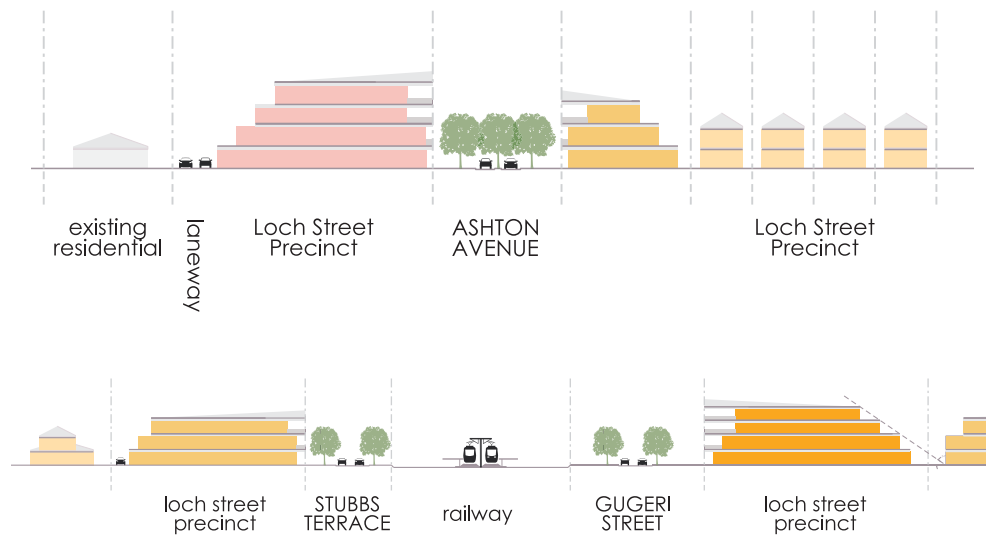 existing
residential
laneway
Loch Street
Precinct
ASHTON
AVENUE
Loch Street
Precinct
loch street
precinct
STUBBS
TERRACE
railway
GUGERI
STREET
loch street
precinct